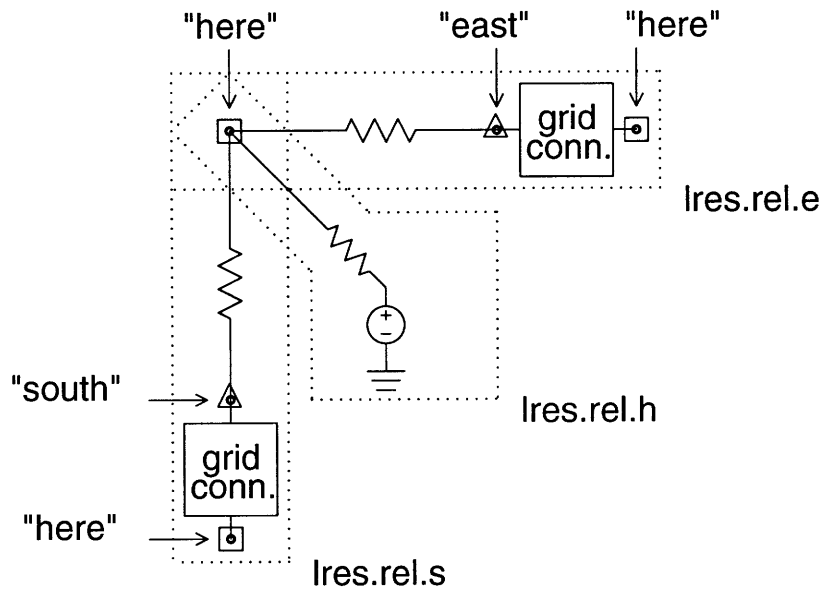 "here"
"east"
"here"
grid
conn.
lres.rel.e
+
−
"south"
lres.rel.h
grid
conn.
"here"
lres.rel.s